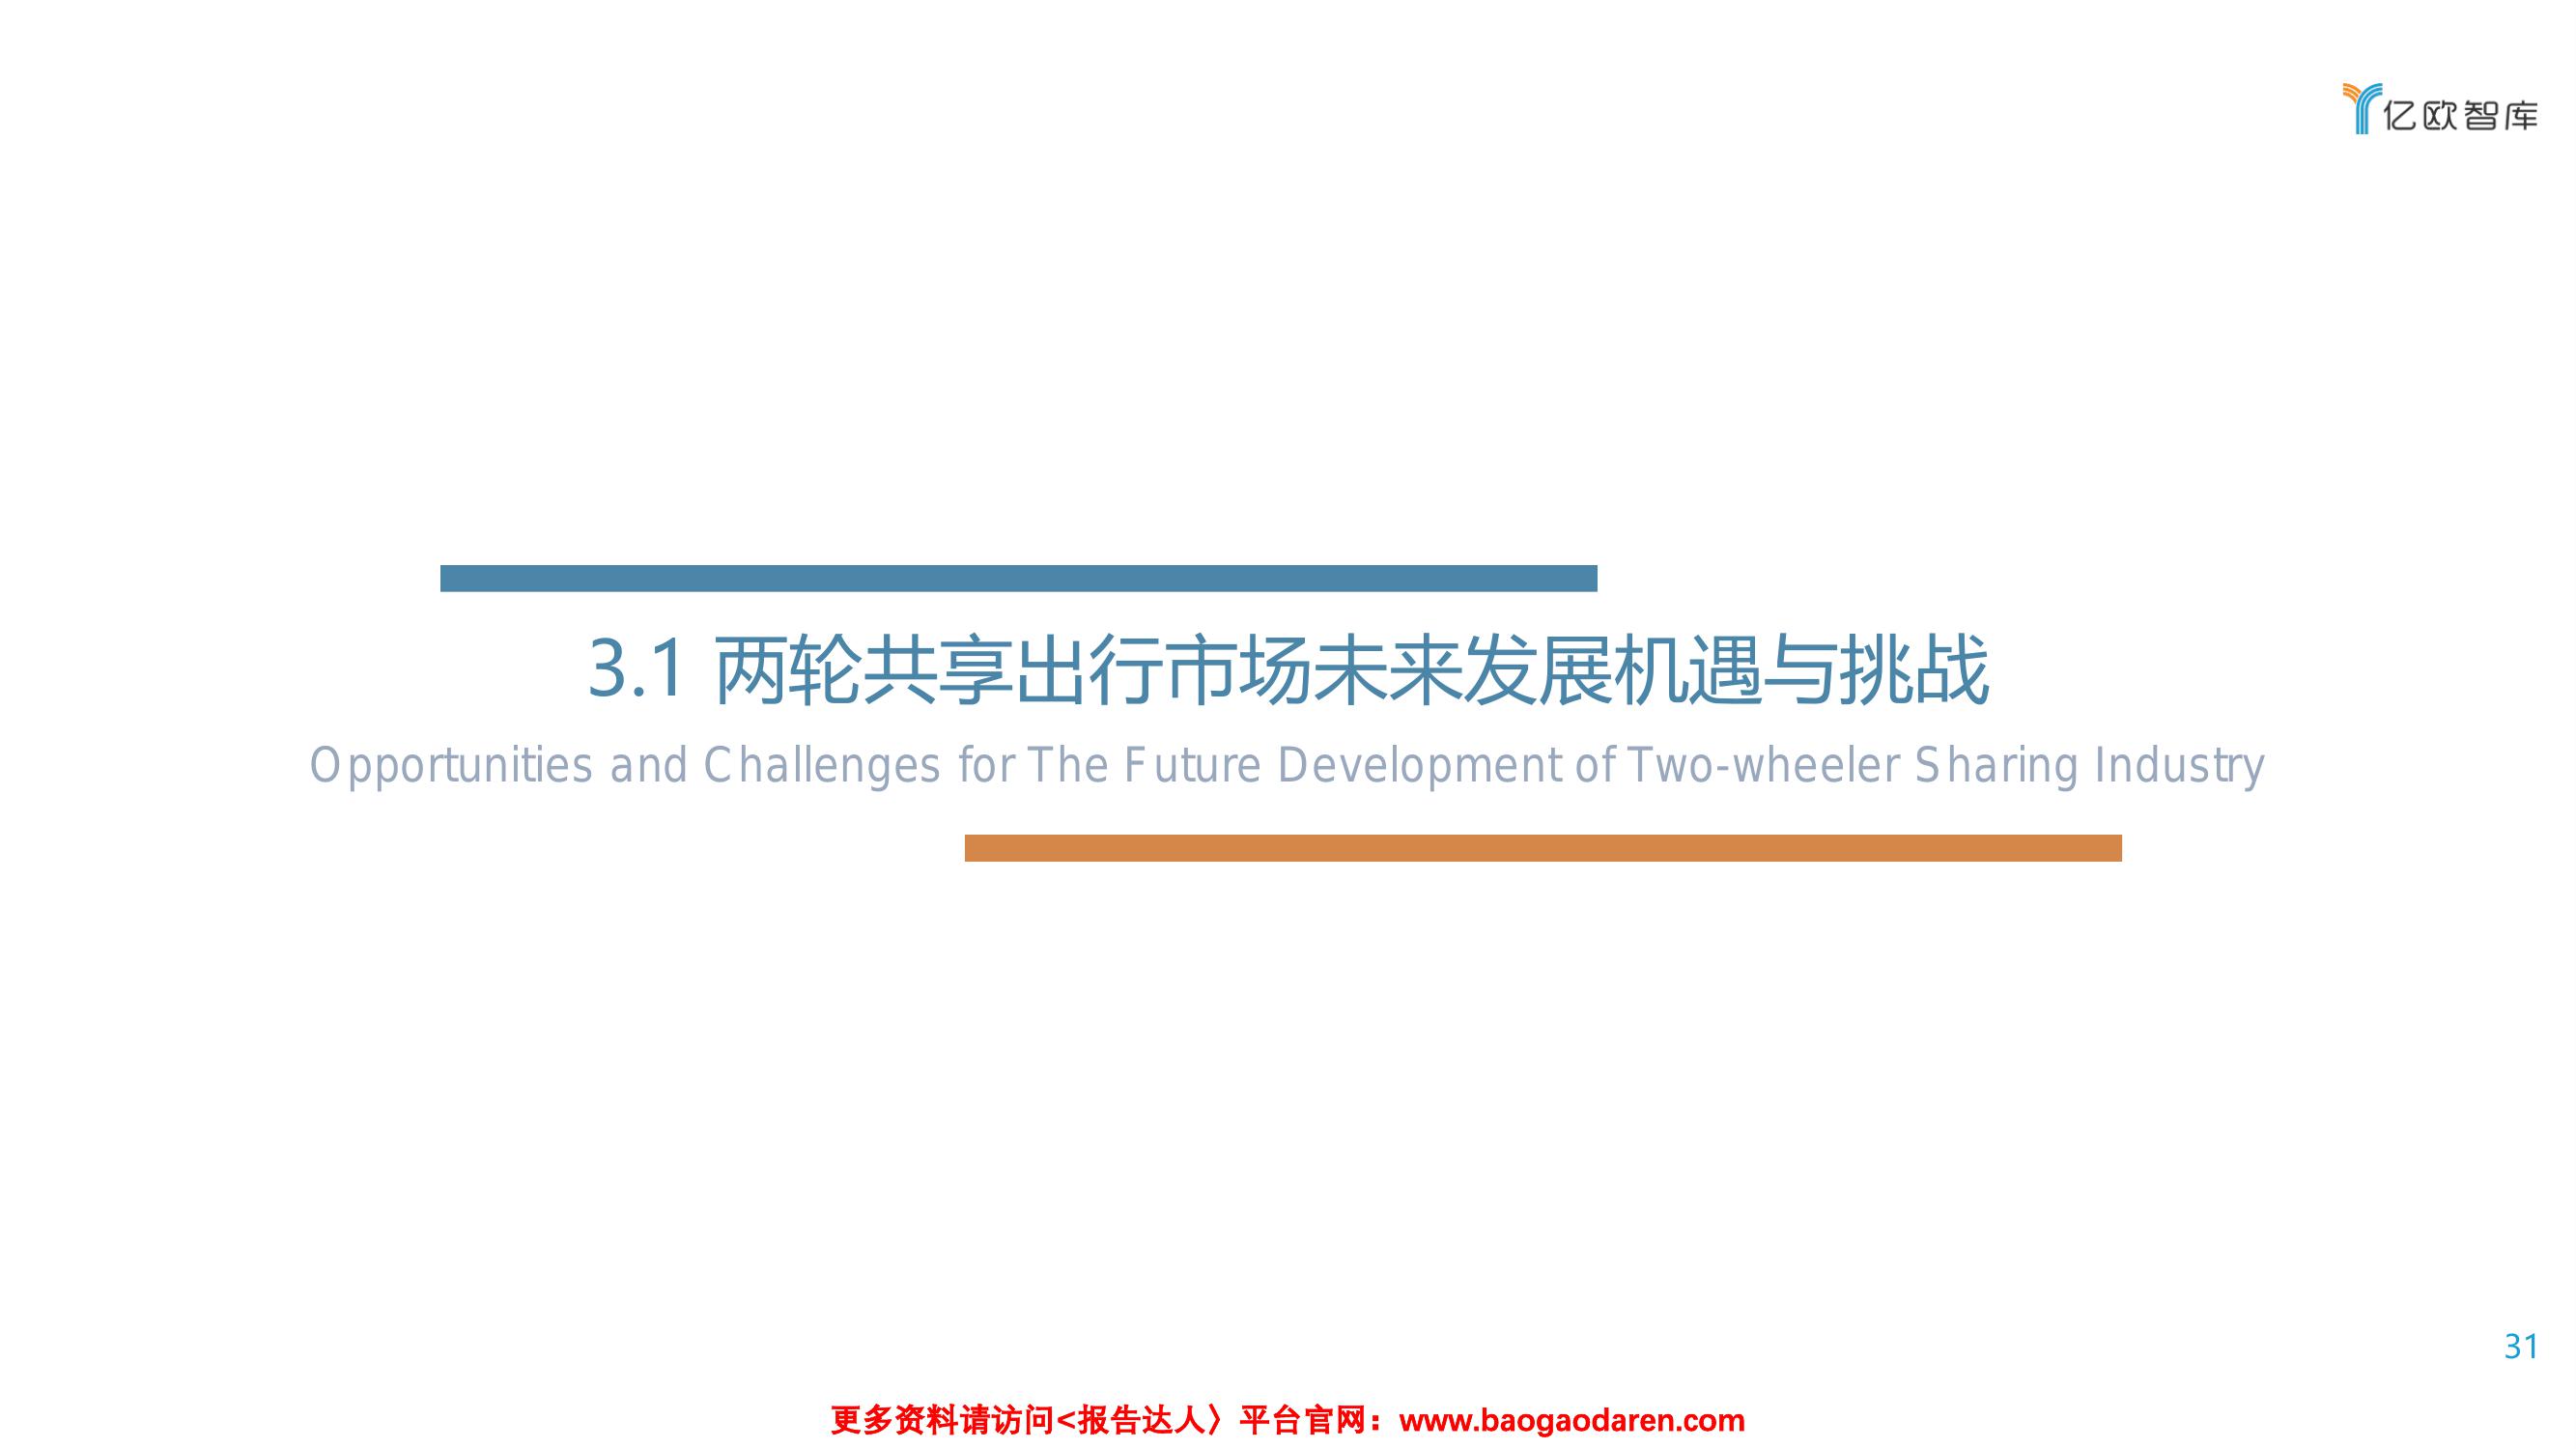 亿欧智库
3.1 两轮共享出行市场未来发展机遇与挑战
Opportunities and Challenges for The Future Development of Two-wheeler Sharing Industry
31
更多资料请访问<报告达人〉平台官网：www.baogaodaren.com